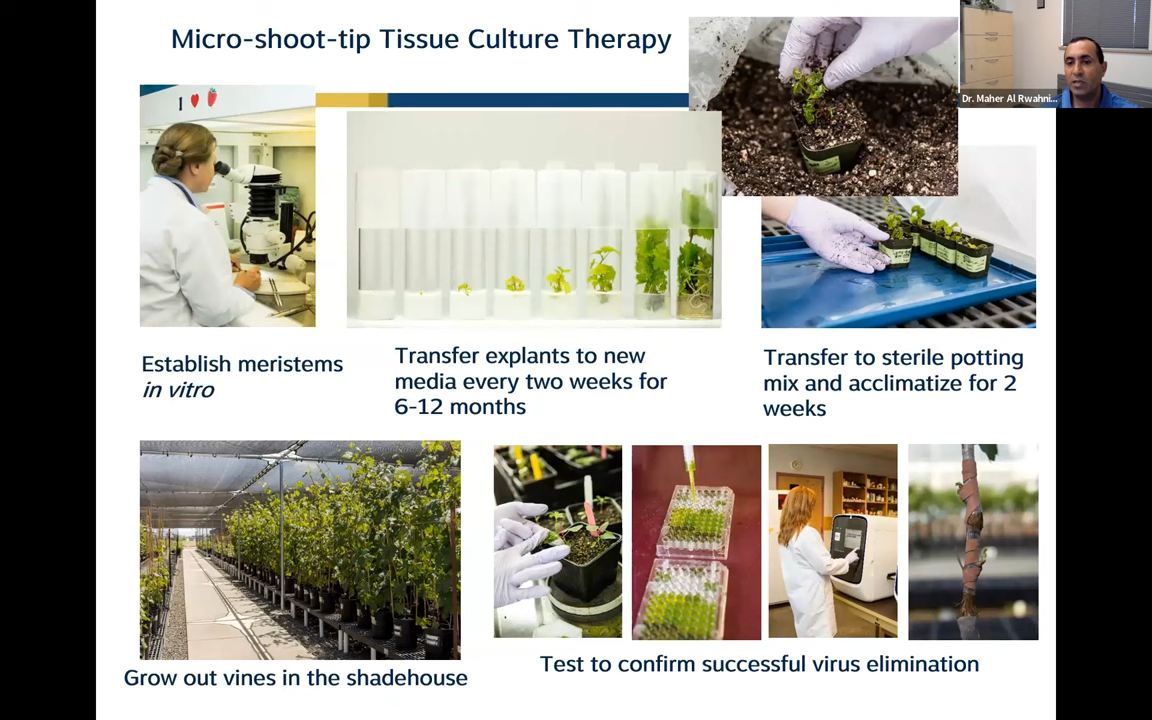 Micro-shoot-tip Tissue Culture Therapy
Dr. Maher Al Rwahni...
I
Establish meristems
in vitro
Transfer explants to new
media every two weeks for
6-12 months
Transfer to sterile potting
mix and acclimatize for 2
weeks
Grow out vines in the shadehouse
Test to confirm successful virus elimination